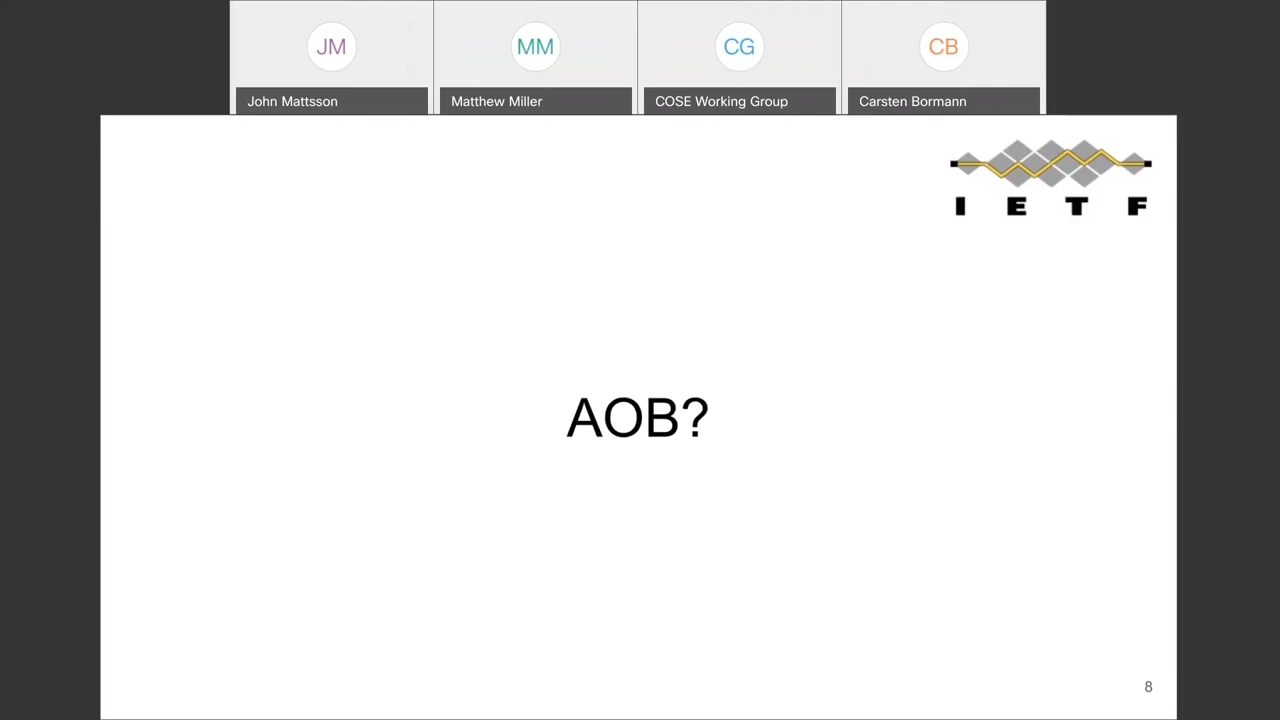 JM
MM
CG
CB
John Mattsson
Matthew Miller
COSE Working Group
Carsten Bormann
I E T F
AOB?
8